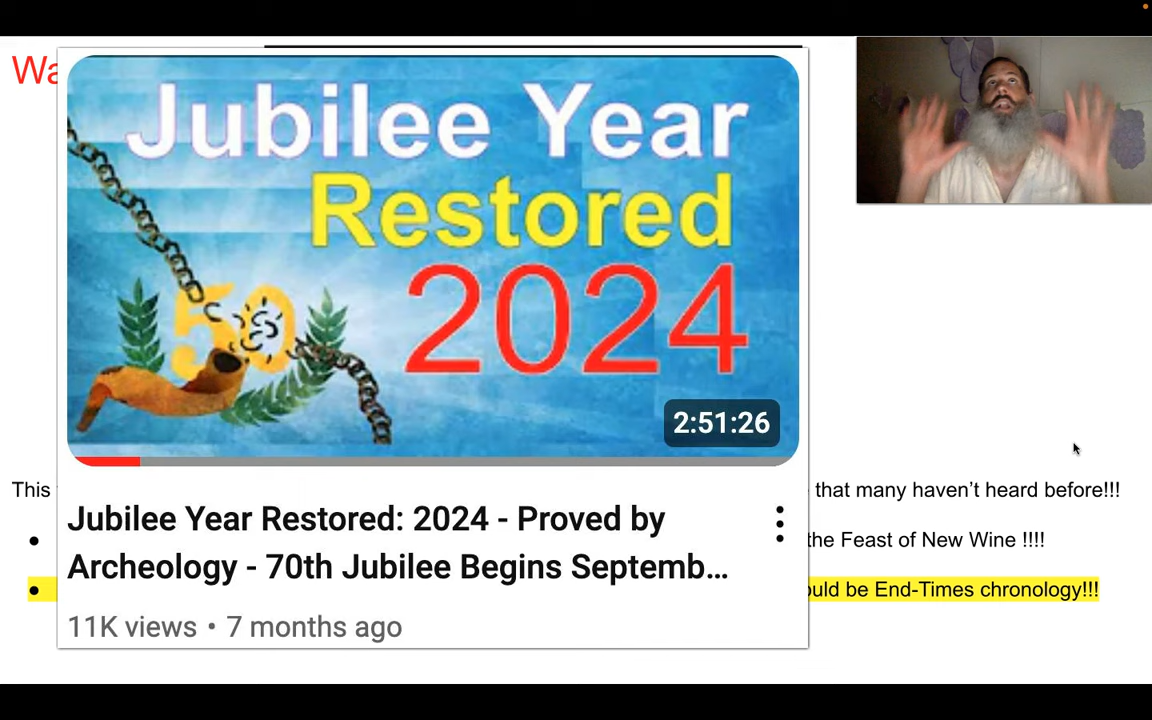 Wa
Jubilee Year
Restored
2024
50
2:51:26
This
that many haven’t heard before!!!
Jubilee Year Restored: 2024 - Proved by
the Feast of New Wine !!!!
Archeology - 70th Jubilee Begins Septemb...
ould be End-Times chronology!!!
11K views • 7 months ago